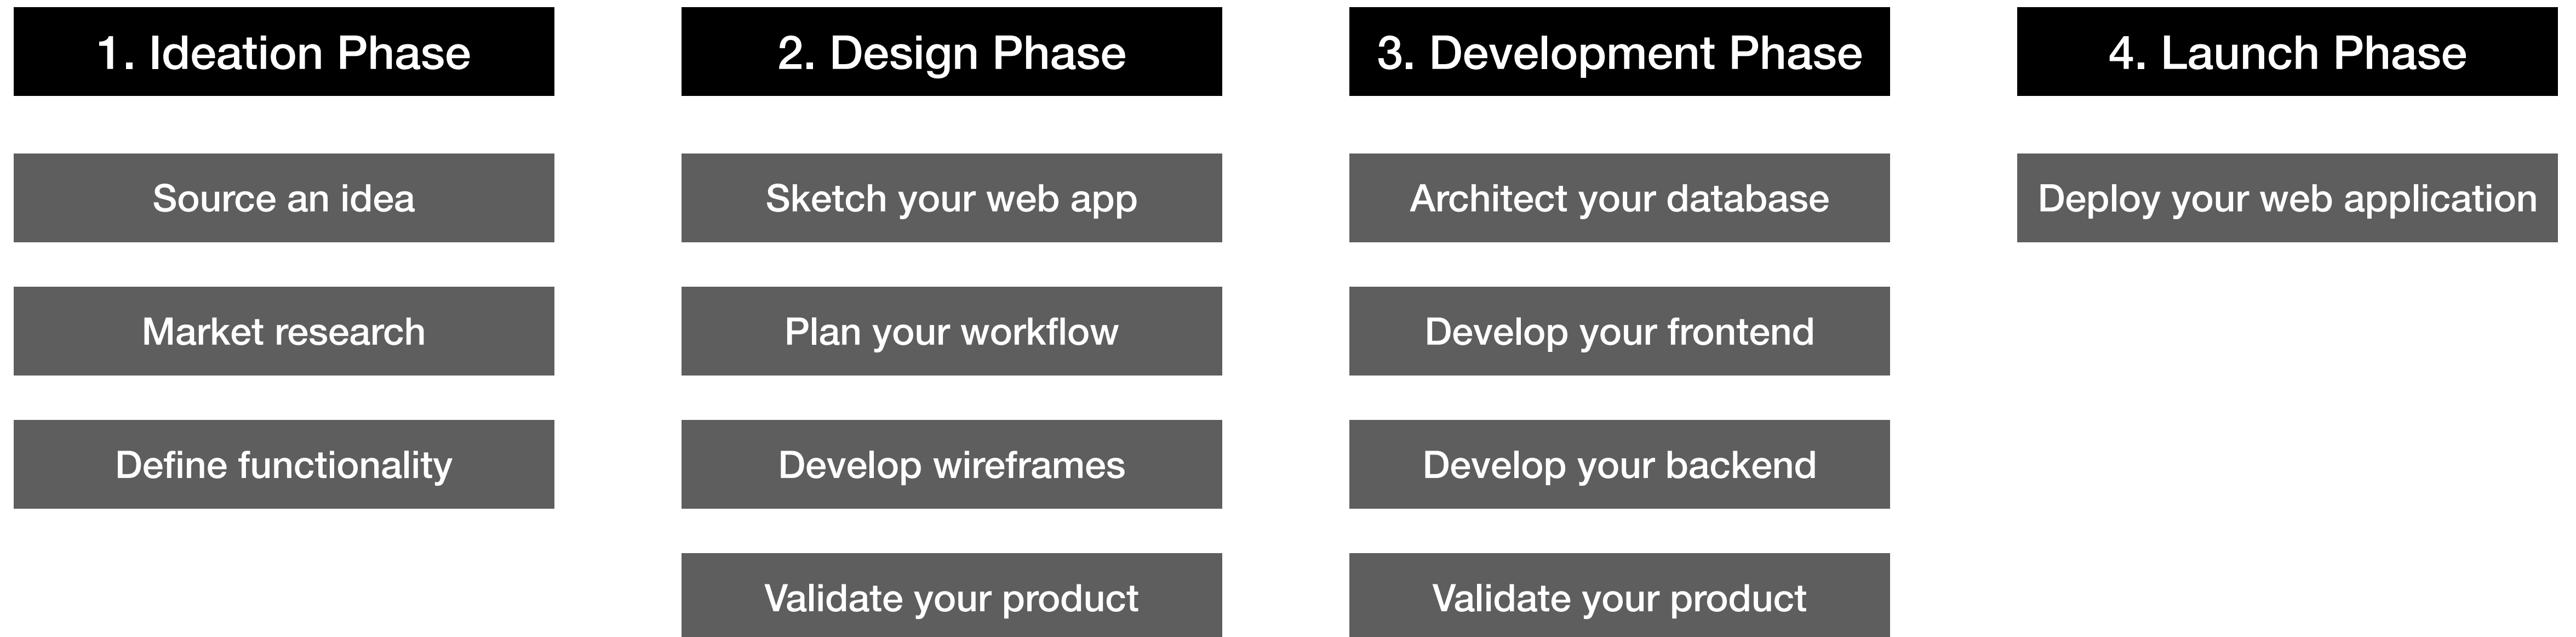 1. Ideation Phase
Source an idea
Market research
Define functionality
2. Design Phase
Sketch your web app
Plan your workflow
Develop wireframes
Validate your product
3. Development Phase
Architect your database
Develop your frontend
Develop your backend
Validate your product
4. Launch Phase
Deploy your web application